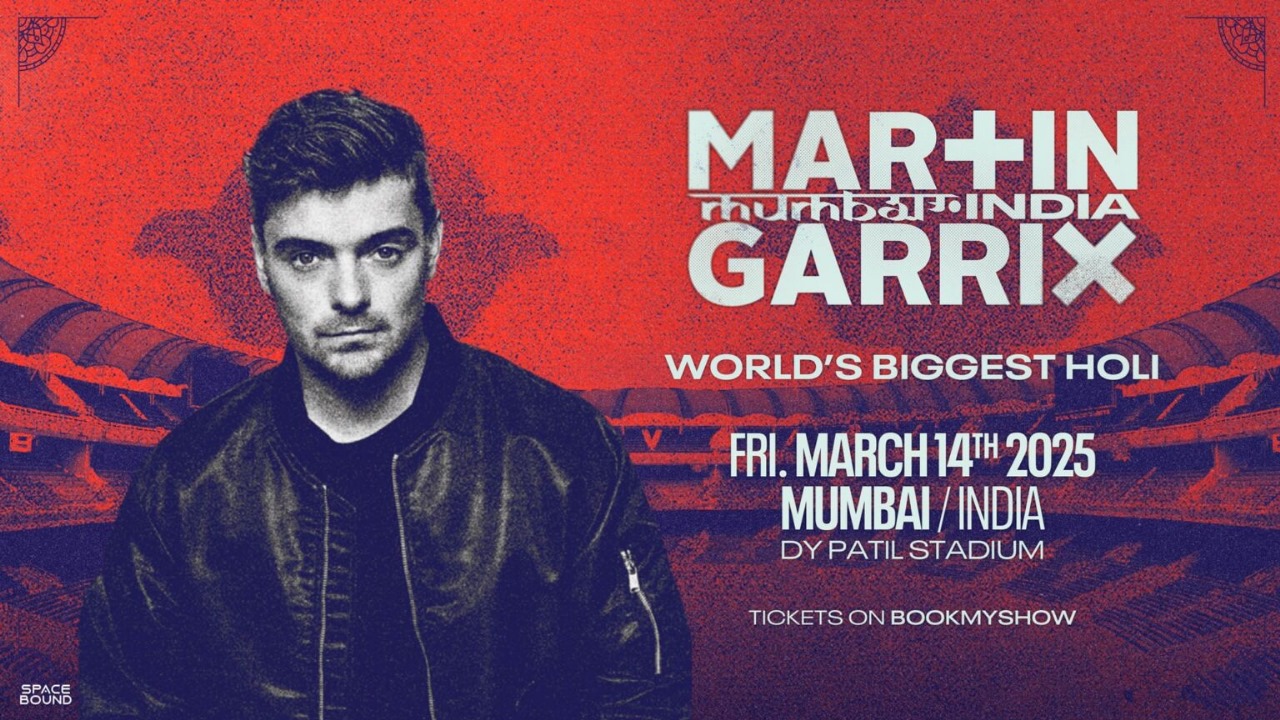 MARTIN
mumbai INDIA
GARRIX
WORLD'S BIGGEST HOLI
FRI. MARCH 14TH 2025
MUMBAI / INDIA
DY PATIL STADIUM
TICKETS ON BOOKMYSHOW
SPACE
BOUND